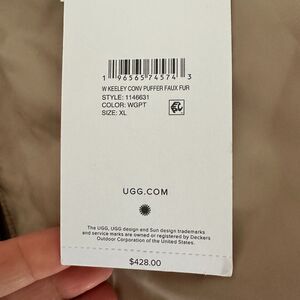 1 96565 74574 3
W KEELEY CONV PUFFER FAUX FUR
STYLE: 1146631
COLOR: WGPT
SIZE: XL
UGG.COM
The UGG, UGG design and Sun design trademarks
and service marks are owned or registered by Deckers
Outdoor Corporation of the United States.
$428.00